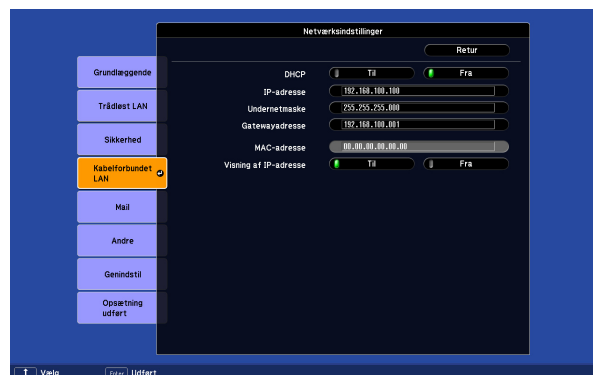 Netværksindstillinger
Retur
Grundlæggende
Trådløst LAN
Sikkerhed
Kabelforbundet
LAN
Mail
Andre
Genindstil
Opsætning
udført
DHCP Til Fra
IP-adresse 192.168.100.100
Undernetmaske 255.255.255.000
Gatewayadresse 192.168.100.001
MAC-adresse 00.00.00.00.00.00
Visning af IP-adresse Til Fra
Vælg Enter Udført